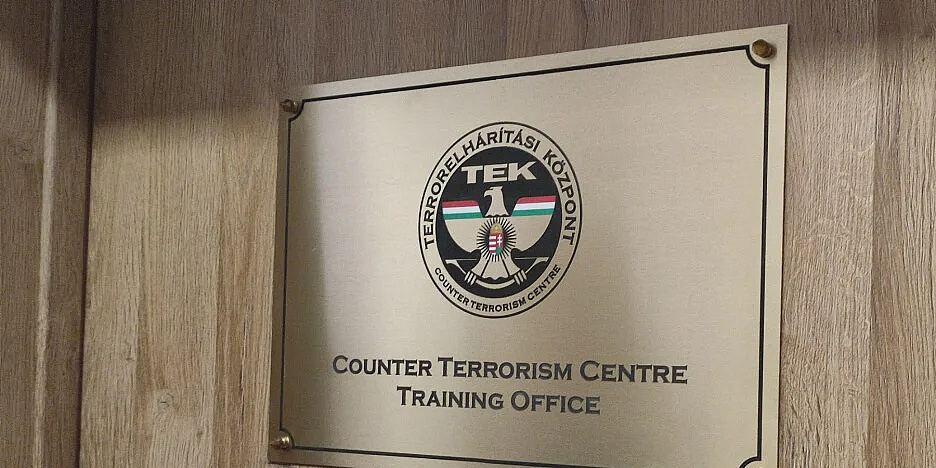 TERRORELHÁRÍTÁSI KÖZPONT
TEK
COUNTER TERRORISM CENTRE
COUNTER TERRORISM CENTRE
TRAINING OFFICE